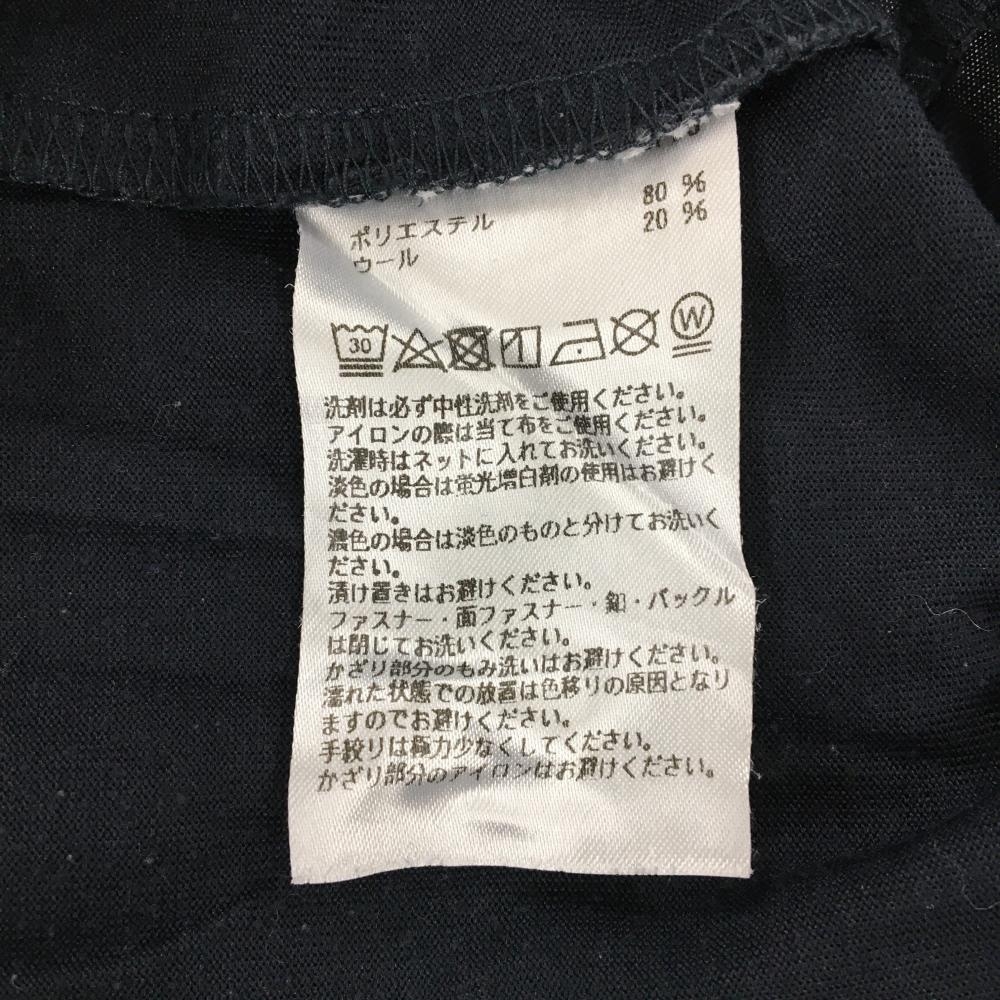 ポリエステル 80 %
ウール 20 %
30 W
洗剤は必ず中性洗剤をご使用ください。
アイロンの際は当て布をご使用ください。
洗濯時はネットに入れてお洗いください。
淡色の場合は蛍光増白剤の使用はお避けく
ださい。
濃色の場合は淡色のものと分けてお洗いく
ださい。
漬け置きはお避けください。
ファスナー・面ファスナー・釦・バックル
は閉じてお洗いください。
かざり部分のもみ洗いはお避けください。
濡れた状態での放置は色移りの原因となり
ますのでお避けください。
手絞りは極力少なくしてください。
かざり部分のアイロンはお避けください。